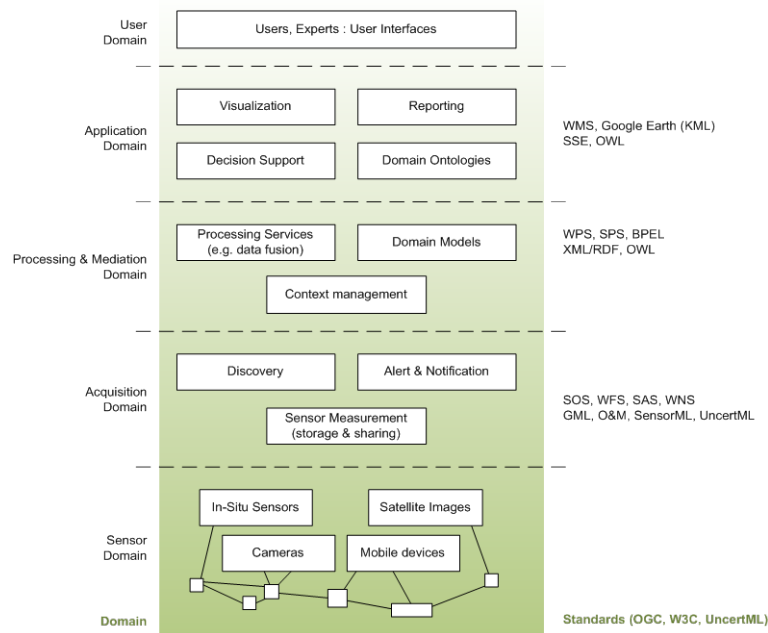 User
Domain
Users, Experts : User Interfaces
Application
Domain
Visualization
Reporting
Decision Support
Domain Ontologies
WMS, Google Earth (KML)
SSE, OWL
Processing & Mediation
Domain
Processing Services
(e.g. data fusion)
Domain Models
Context management
WPS, SPS, BPEL
XML/RDF, OWL
Acquisition
Domain
Discovery
Alert & Notification
Sensor Measurement
(storage & sharing)
SOS, WFS, SAS, WNS
GML, O&M, SensorML, UncertML
Sensor
Domain
In-Situ Sensors
Satellite Images
Cameras
Mobile devices
Domain
Standards (OGC, W3C, UncertML)